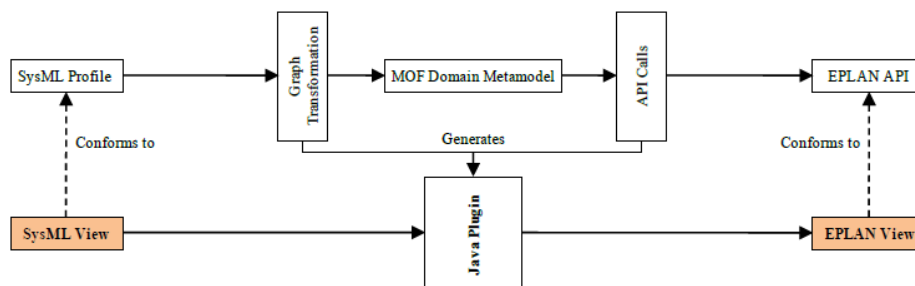 SysML Profile
Graph
Transformation
MOF Domain Metamodel
API Calls
EPLAN API
Conforms to
Generates
Conforms to
SysML View
Java Plugin
EPLAN View